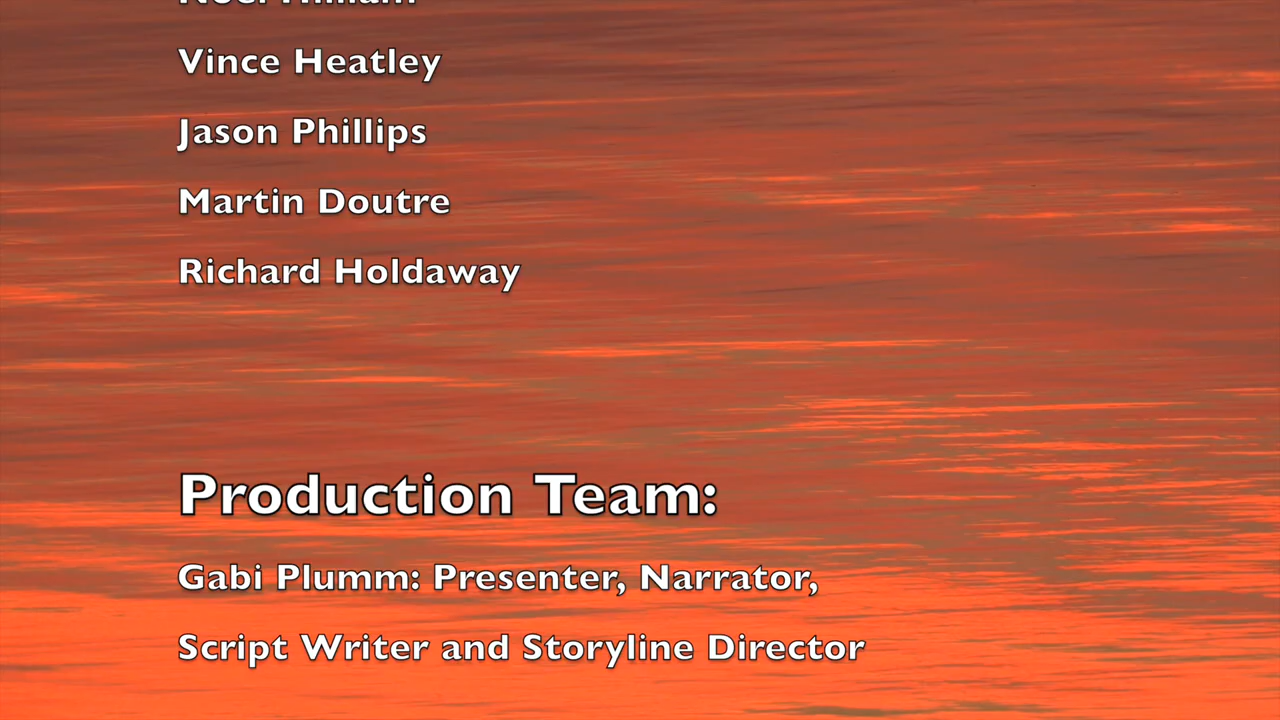 Vince Heatley
Jason Phillips
Martin Doutre
Richard Holdaway
Production Team:
Gabi Plumm: Presenter, Narrator,
Script Writer and Storyline Director